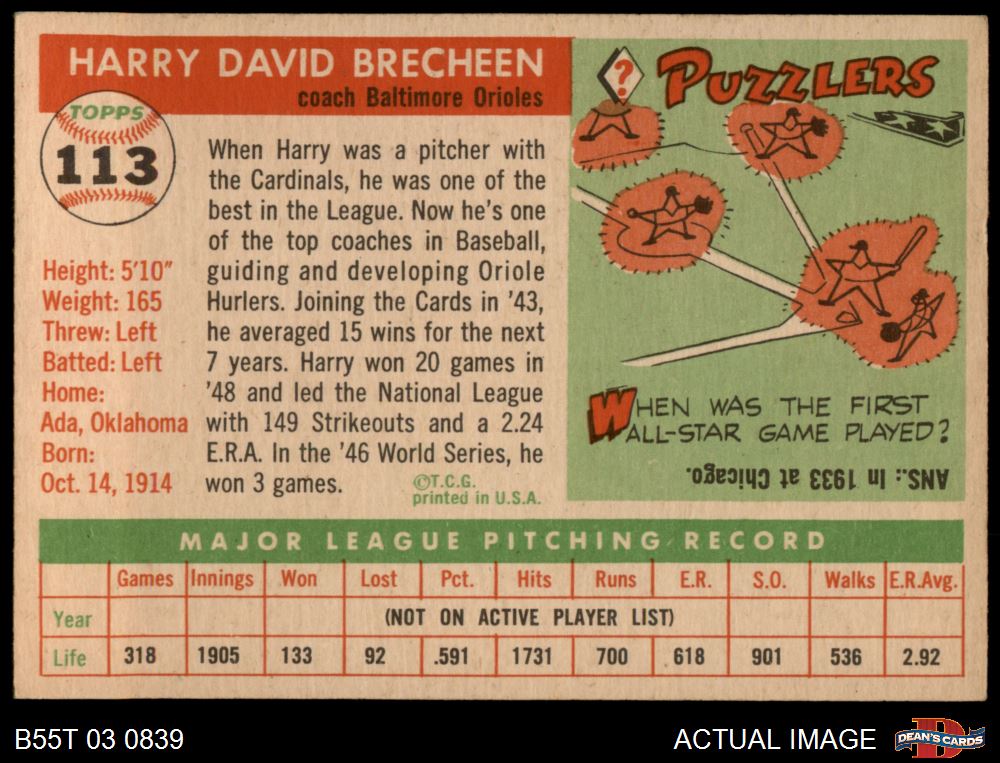 HARRY DAVID BRECHEEN
coach Baltimore Orioles
TOPPS
113
When Harry was a pitcher with
the Cardinals, he was one of the
best in the League. Now he's one
of the top coaches in Baseball,
guiding and developing Oriole
Hurlers. Joining the Cards in '43,
he averaged 15 wins for the next
7 years. Harry won 20 games in
'48 and led the National League
with 149 Strikeouts and a 2.24
E.R.A. In the '46 World Series, he
won 3 games.
©T.C.G.
printed in U.S.A.
Height: 5'10"
Weight: 165
Threw: Left
Batted: Left
Home:
Ada, Oklahoma
Born:
Oct. 14, 1914
?
PUZZLERS
WHEN WAS THE FIRST
ALL-STAR GAME PLAYED?
ANS.: In 1933 at Chicago.
MAJOR LEAGUE PITCHING RECORD
Games Innings Won Lost Pct. Hits Runs E.R. S.O. Walks E.R.Avg.
Year (NOT ON ACTIVE PLAYER LIST)
Life 318 1905 133 92 .591 1731 700 618 901 536 2.92
B55T 03 0839
ACTUAL IMAGE
DEAN'S CARDS